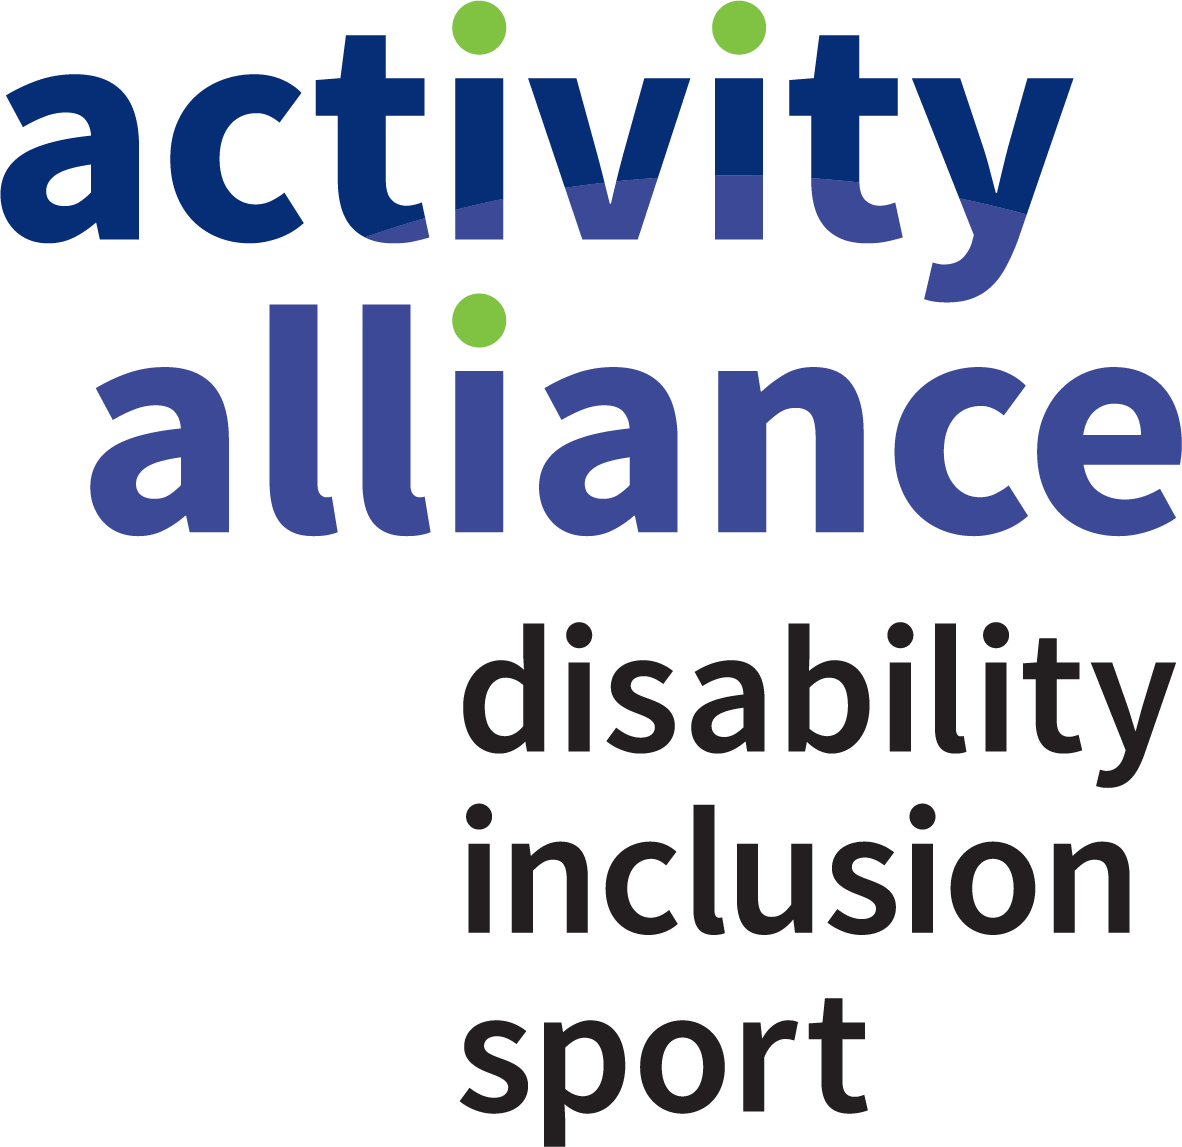 activity
alliance
disability
inclusion
sport